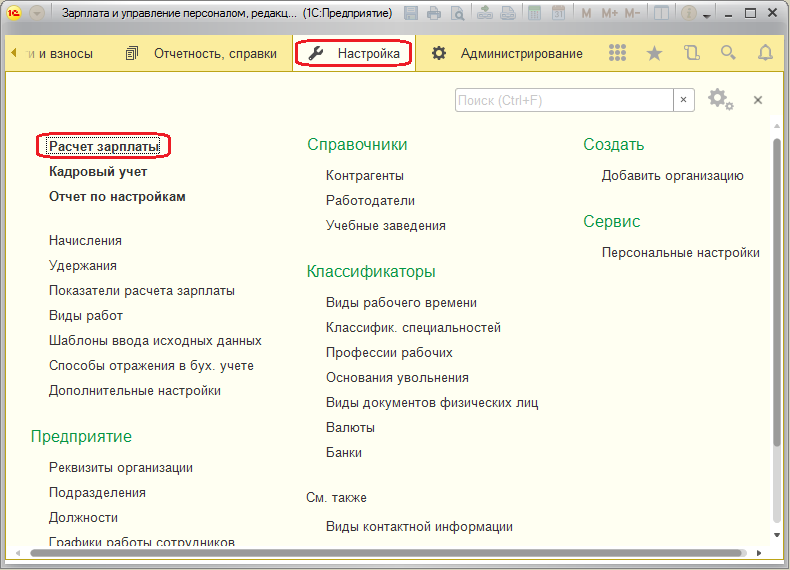 Зарплата и управление персоналом, редакц... (1С:Предприятие)
M M+ M-
ти и взносы Отчетность, справки Настройка Администрирование
Поиск (Ctrl+F)
Расчет зарплаты
Кадровый учет
Отчет по настройкам
Начисления
Удержания
Показатели расчета зарплаты
Виды работ
Шаблоны ввода исходных данных
Способы отражения в бух. учете
Дополнительные настройки
Предприятие
Реквизиты организации
Подразделения
Должности
Графики работы сотрудников
Справочники
Контрагенты
Работодатели
Учебные заведения
Классификаторы
Виды рабочего времени
Классифик. специальностей
Профессии рабочих
Основания увольнения
Виды документов физических лиц
Валюты
Банки
См. также
Виды контактной информации
Создать
Добавить организацию
Сервис
Персональные настройки